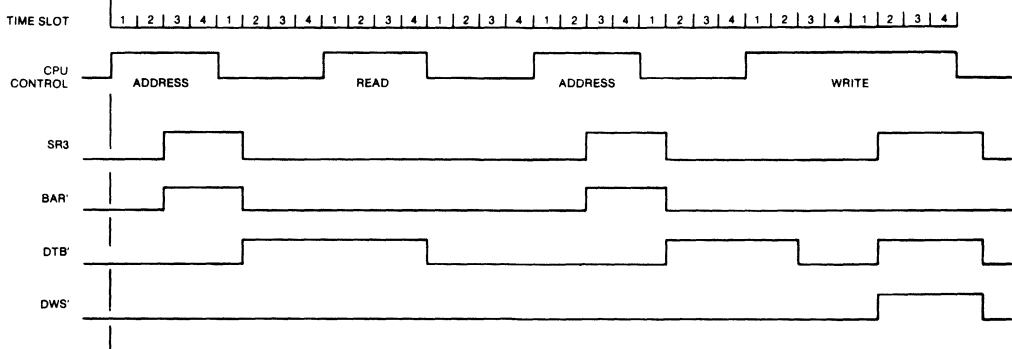 TIME SLOT 1 2 3 4 1 2 3 4 1 2 3 4 1 2 3 4 1 2 3 4 1 2 3 4 1 2 3 4 1 2 3 4
CPU
CONTROL
ADDRESS READ ADDRESS WRITE
SR3
BAR'
DTB'
DWS'